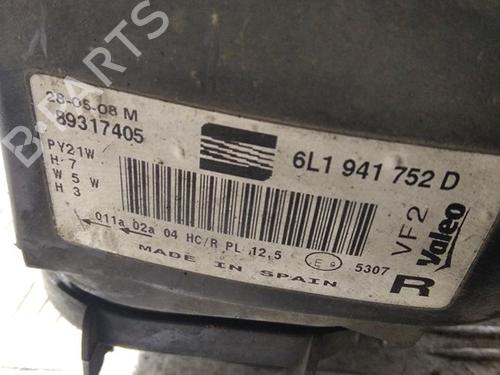 B-PARTS
28-05-08 M
89317405
6L1 941 752 D
PY21W
H 7
W 5 W
H 3
011a 02a 04 HC/R PL 12,5
E 9
5307
MADE IN SPAIN
VF2
Valeo
R